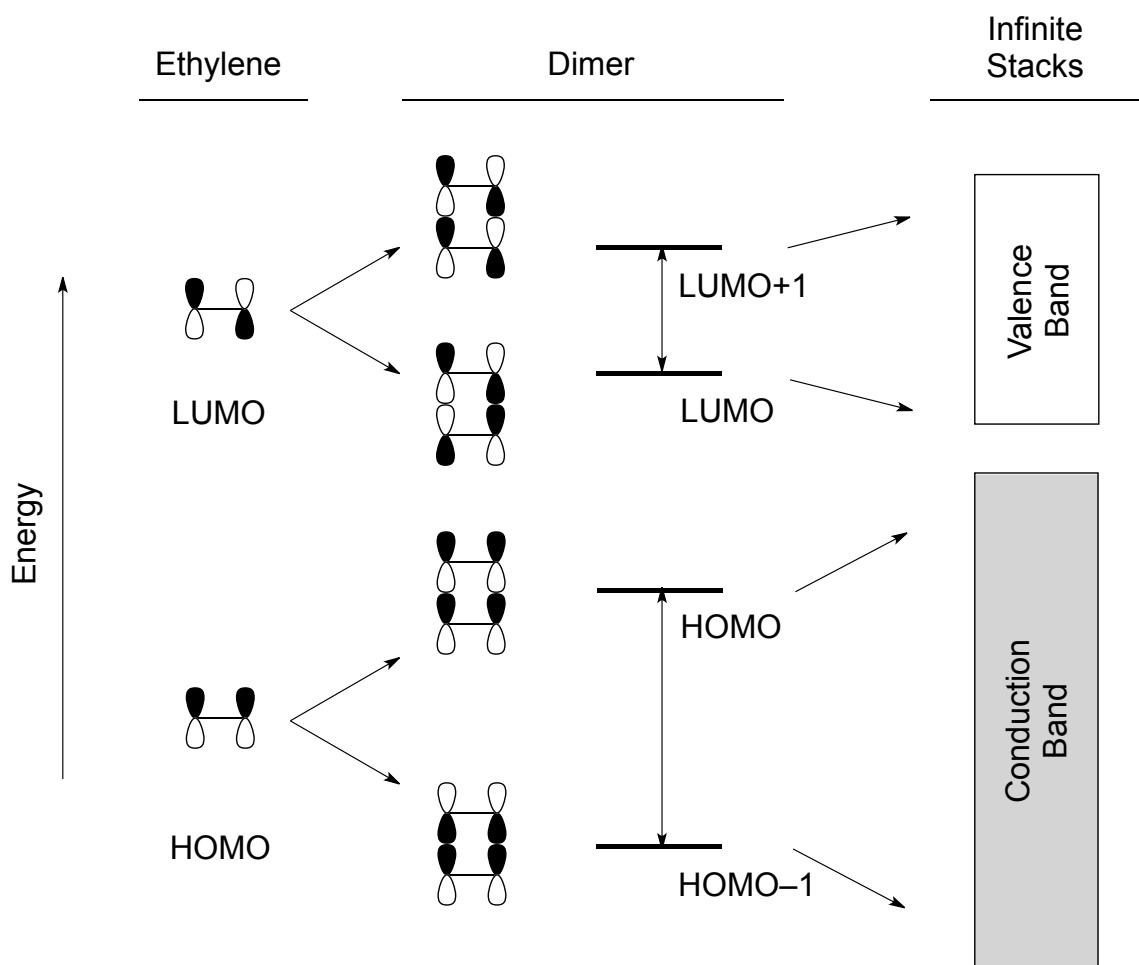 Ethylene
Dimer
Infinite
Stacks
Energy
LUMO
LUMO+1
LUMO
Valence
Band
HOMO
HOMO
HOMO–1
Conduction
Band